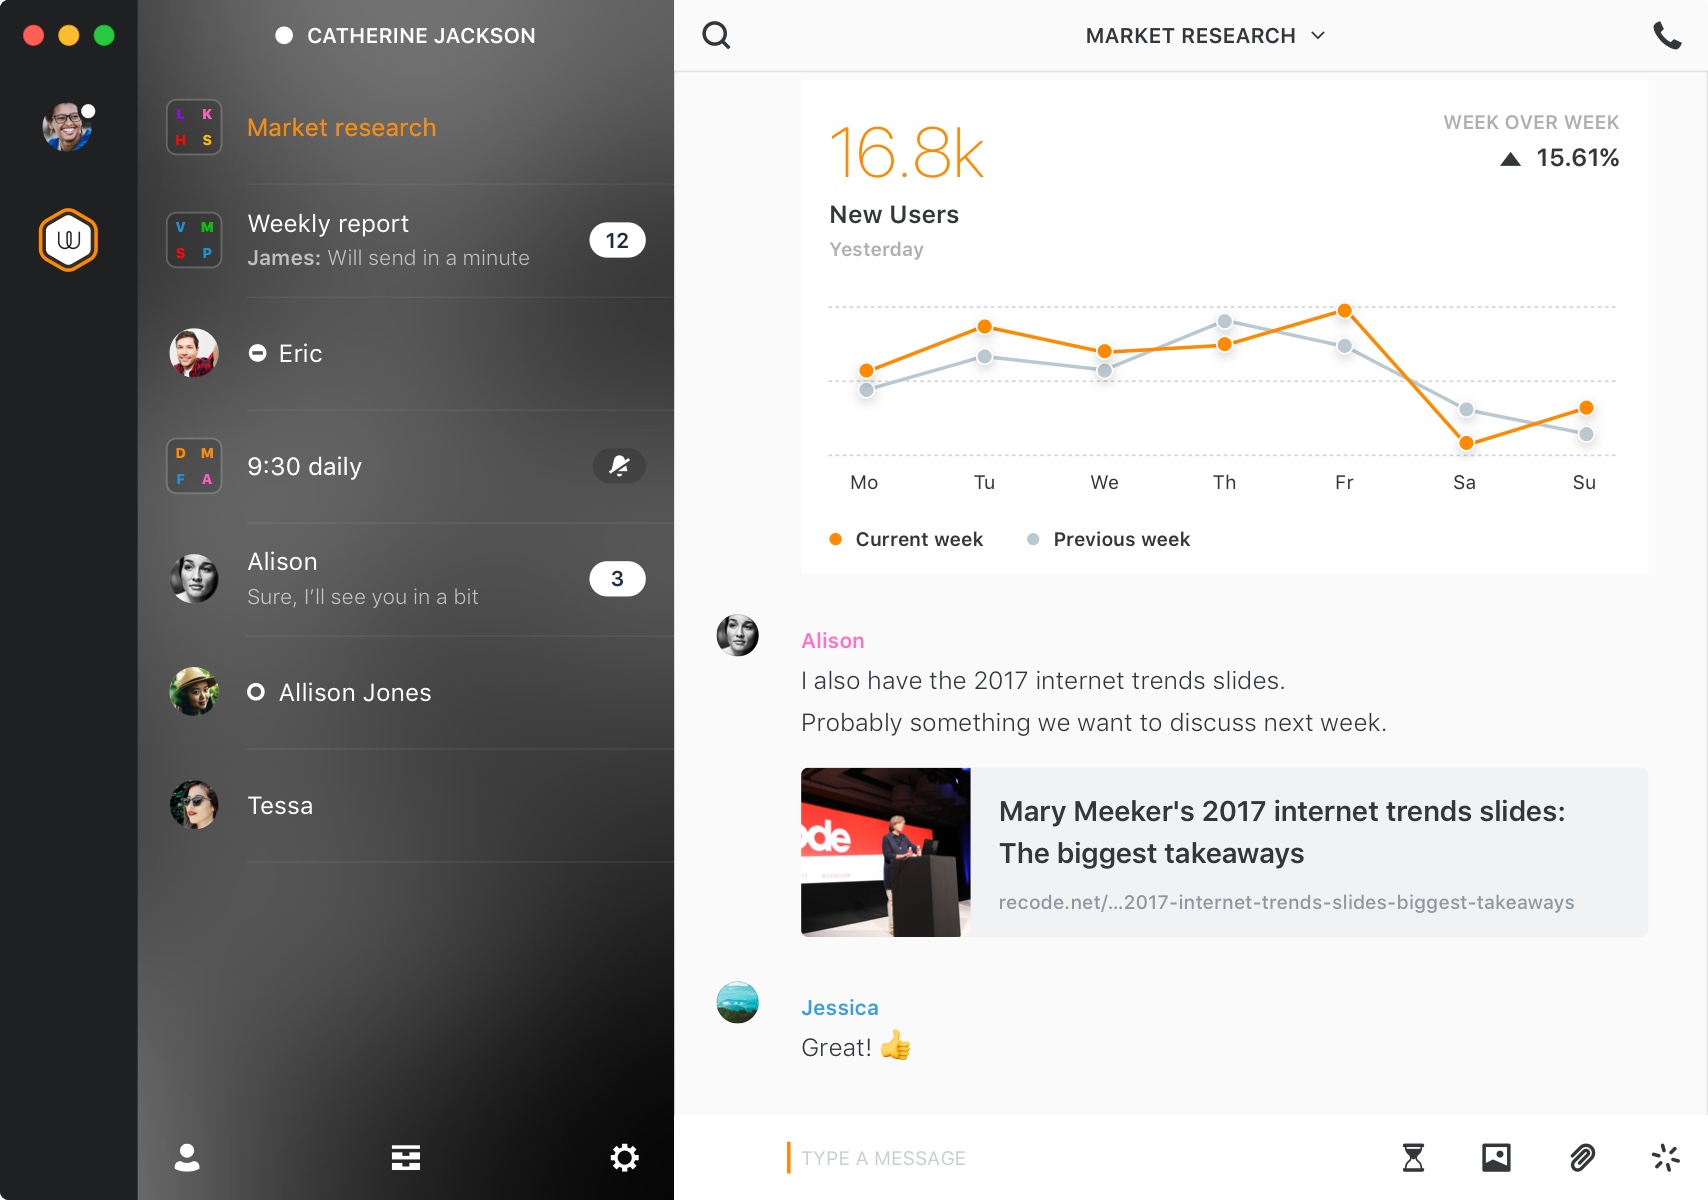 CATHERINE JACKSON
L K
H S
Market research
V M
S P
Weekly report
James: Will send in a minute
12
Eric
D M
F A
9:30 daily
Alison
Sure, I’ll see you in a bit
3
Allison Jones
Tessa
MARKET RESEARCH
16.8k
New Users
Yesterday
WEEK OVER WEEK
▲ 15.61%
Mo Tu We Th Fr Sa Su
Current week Previous week
Alison
I also have the 2017 internet trends slides.
Probably something we want to discuss next week.
ode
Mary Meeker's 2017 internet trends slides:
The biggest takeaways
recode.net/...2017-internet-trends-slides-biggest-takeaways
Jessica
Great! 👍
TYPE A MESSAGE